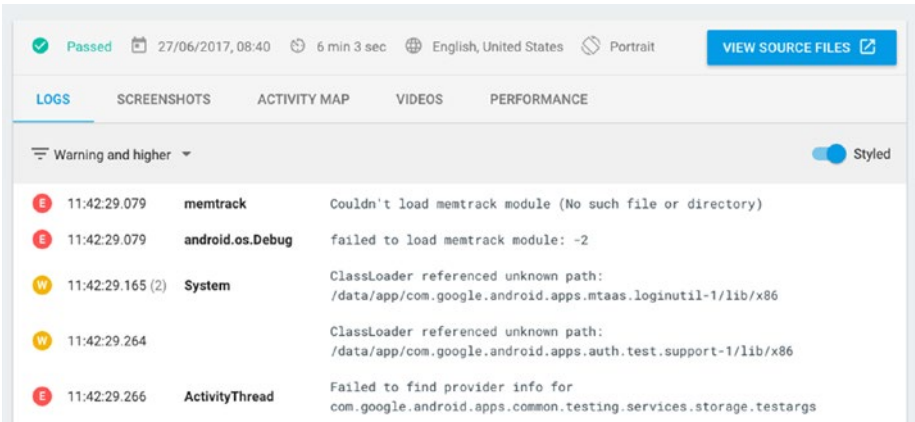 Passed 27/06/2017, 08:40 6 min 3 sec English, United States Portrait VIEW SOURCE FILES
LOGS SCREENSHOTS ACTIVITY MAP VIDEOS PERFORMANCE
Warning and higher Styled
E 11:42:29.079 memtrack Couldn't load memtrack module (No such file or directory)
E 11:42:29.079 android.os.Debug failed to load memtrack module: -2
W 11:42:29.165 (2) System ClassLoader referenced unknown path:
/data/app/com.google.android.apps.mtaas.loginutil-1/lib/x86
W 11:42:29.264 ClassLoader referenced unknown path:
/data/app/com.google.android.apps.auth.test.support-1/lib/x86
E 11:42:29.266 ActivityThread Failed to find provider info for
com.google.android.apps.common.testing.services.storage.testargs